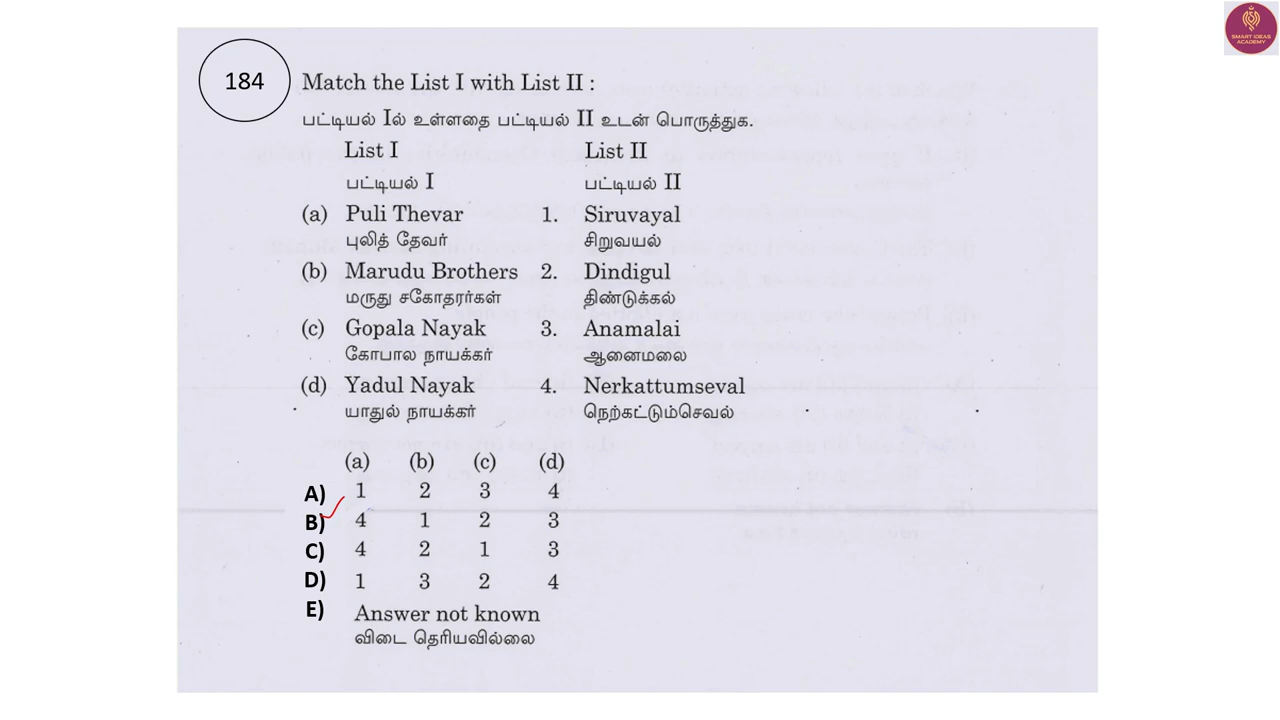 SMART IDEAS
ACADEMY
184
Match the List I with List II :
பட்டியல் Iல் உள்ளதை பட்டியல் II உடன் பொருத்துக.
List I List II
பட்டியல் I பட்டியல் II
(a) Puli Thevar 1. Siruvayal
புலித் தேவர் சிறுவயல்
(b) Marudu Brothers 2. Dindigul
மருது சகோதரர்கள் திண்டுக்கல்
(c) Gopala Nayak 3. Anamalai
கோபால நாயக்கர் ஆனைமலை
(d) Yadul Nayak 4. Nerkattumseval
யாதுல் நாயக்கர் நெற்கட்டும்செவல்
(a) (b) (c) (d)
A) 1 2 3 4
B) 4 1 2 3
C) 4 2 1 3
D) 1 3 2 4
E) Answer not known
விடை தெரியவில்லை